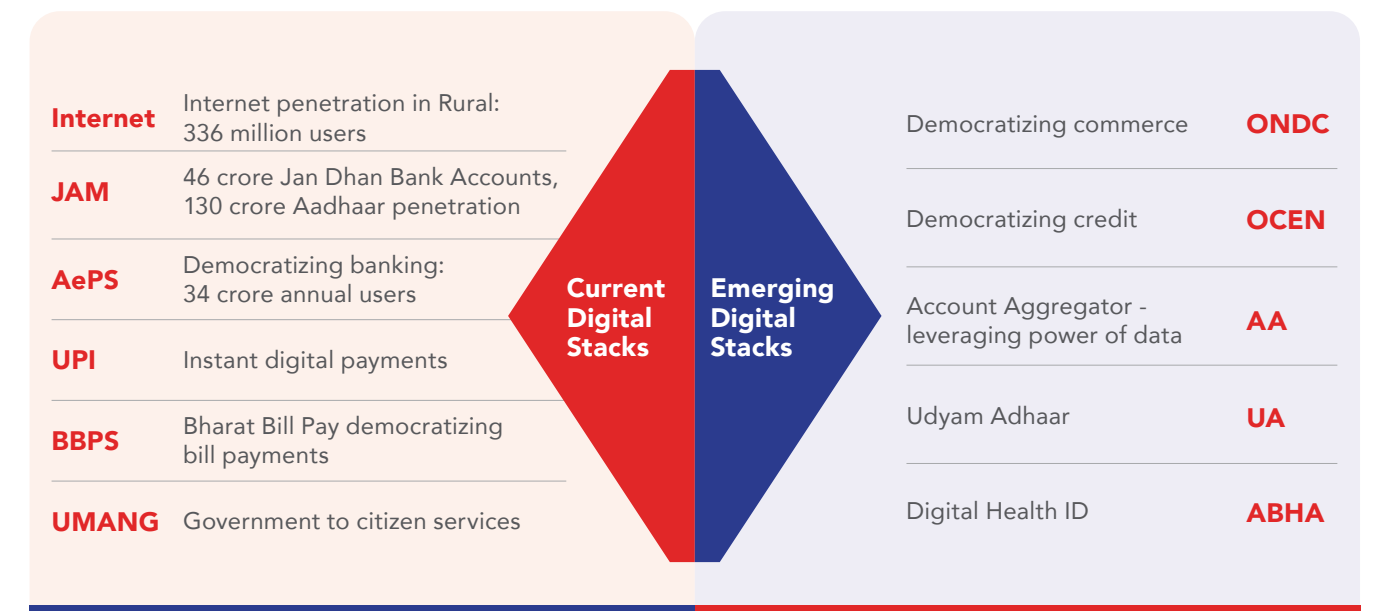 Internet
Internet penetration in Rural:
336 million users
JAM
46 crore Jan Dhan Bank Accounts,
130 crore Aadhaar penetration
AePS
Democratizing banking:
34 crore annual users
UPI
Instant digital payments
BBPS
Bharat Bill Pay democratizing
bill payments
UMANG
Government to citizen services
Current
Digital
Stacks
Emerging
Digital
Stacks
Democratizing commerce
ONDC
Democratizing credit
OCEN
Account Aggregator -
leveraging power of data
AA
Udyam Adhaar
UA
Digital Health ID
ABHA